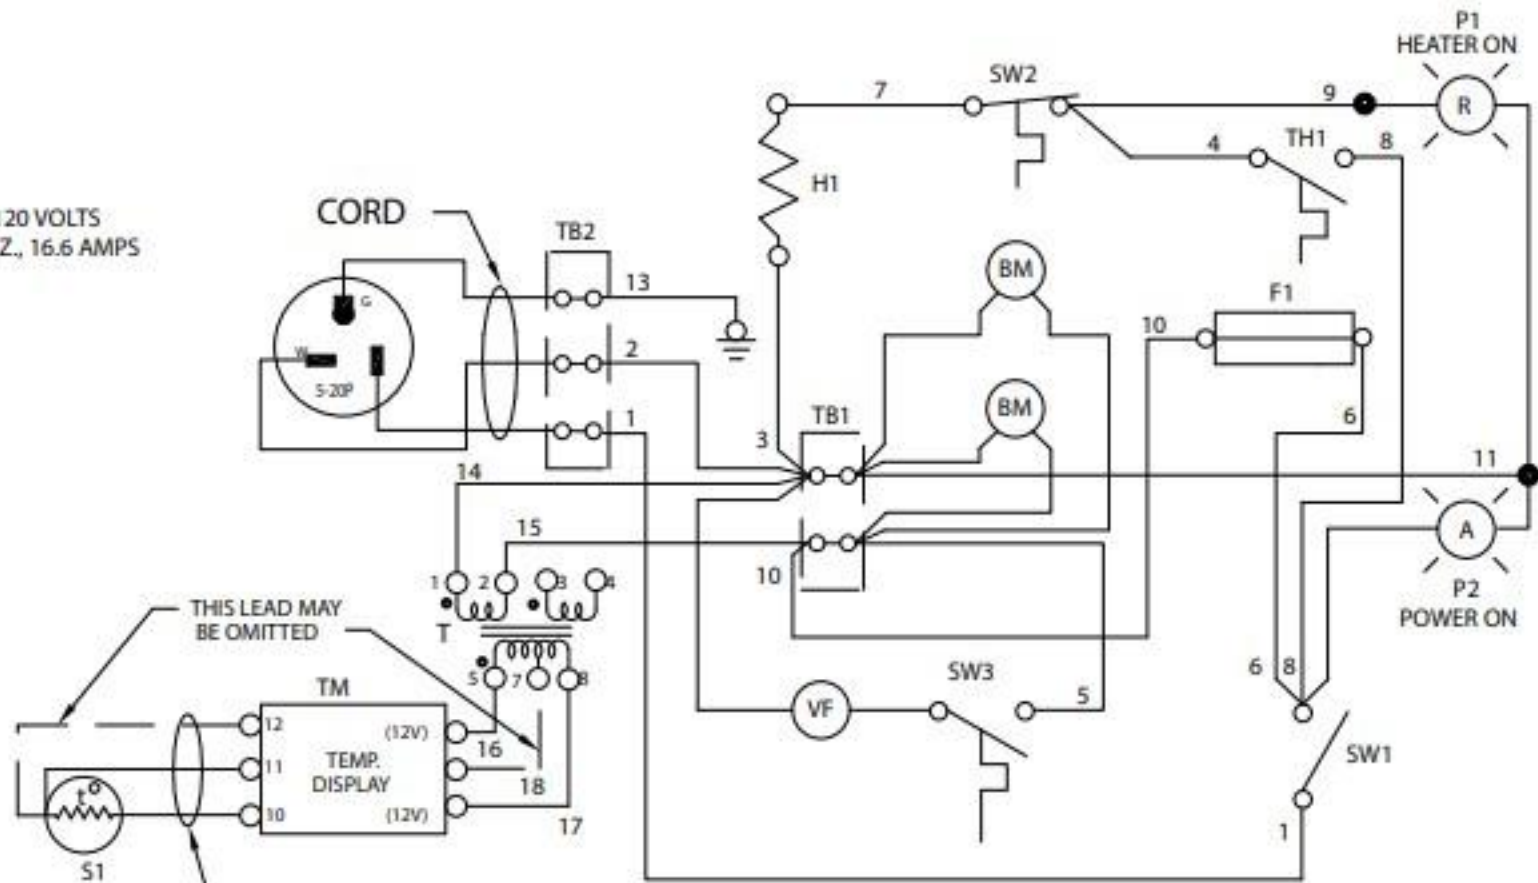 P1
HEATER ON
SW2
7
9
R
4
TH1
8
H1
20 VOLTS
Z., 16.6 AMPS
CORD
TB2
13
BM
G
F1
10
2
W
5-20P
BM
1
TB1
6
3
14
11
15
A
10
P2
POWER ON
1
2
3
4
THIS LEAD MAY
BE OMITTED
T
5
7
8
6
8
SW3
5
TM
VF
12
(12V)
16
SW1
TEMP.
DISPLAY
11
18
t°
10
(12V)
17
1
S1